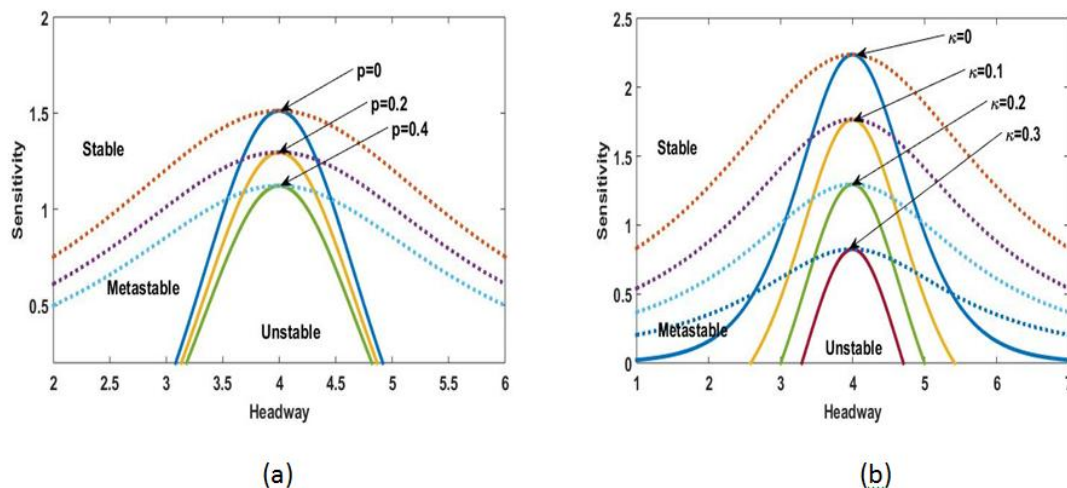 2
1.5
1
0.5
Sensitivity
p=0
p=0.2
p=0.4
Stable
Metastable
Unstable
2 2.5 3 3.5 4 4.5 5 5.5 6
Headway
(a)
2.5
2
1.5
1
0.5
0
Sensitivity
κ=0
κ=0.1
κ=0.2
κ=0.3
Stable
Metastable
Unstable
1 2 3 4 5 6 7
Headway
(b)